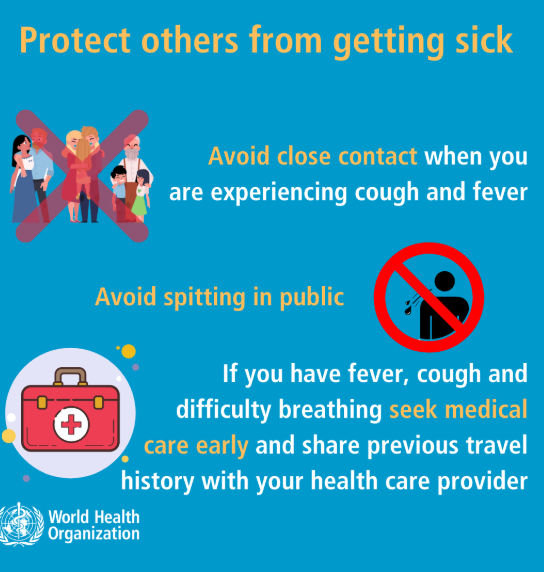 Protect others from getting sick
Avoid close contact when you
are experiencing cough and fever
Avoid spitting in public
If you have fever, cough and
difficulty breathing seek medical
care early and share previous travel
history with your health care provider
World Health
Organization